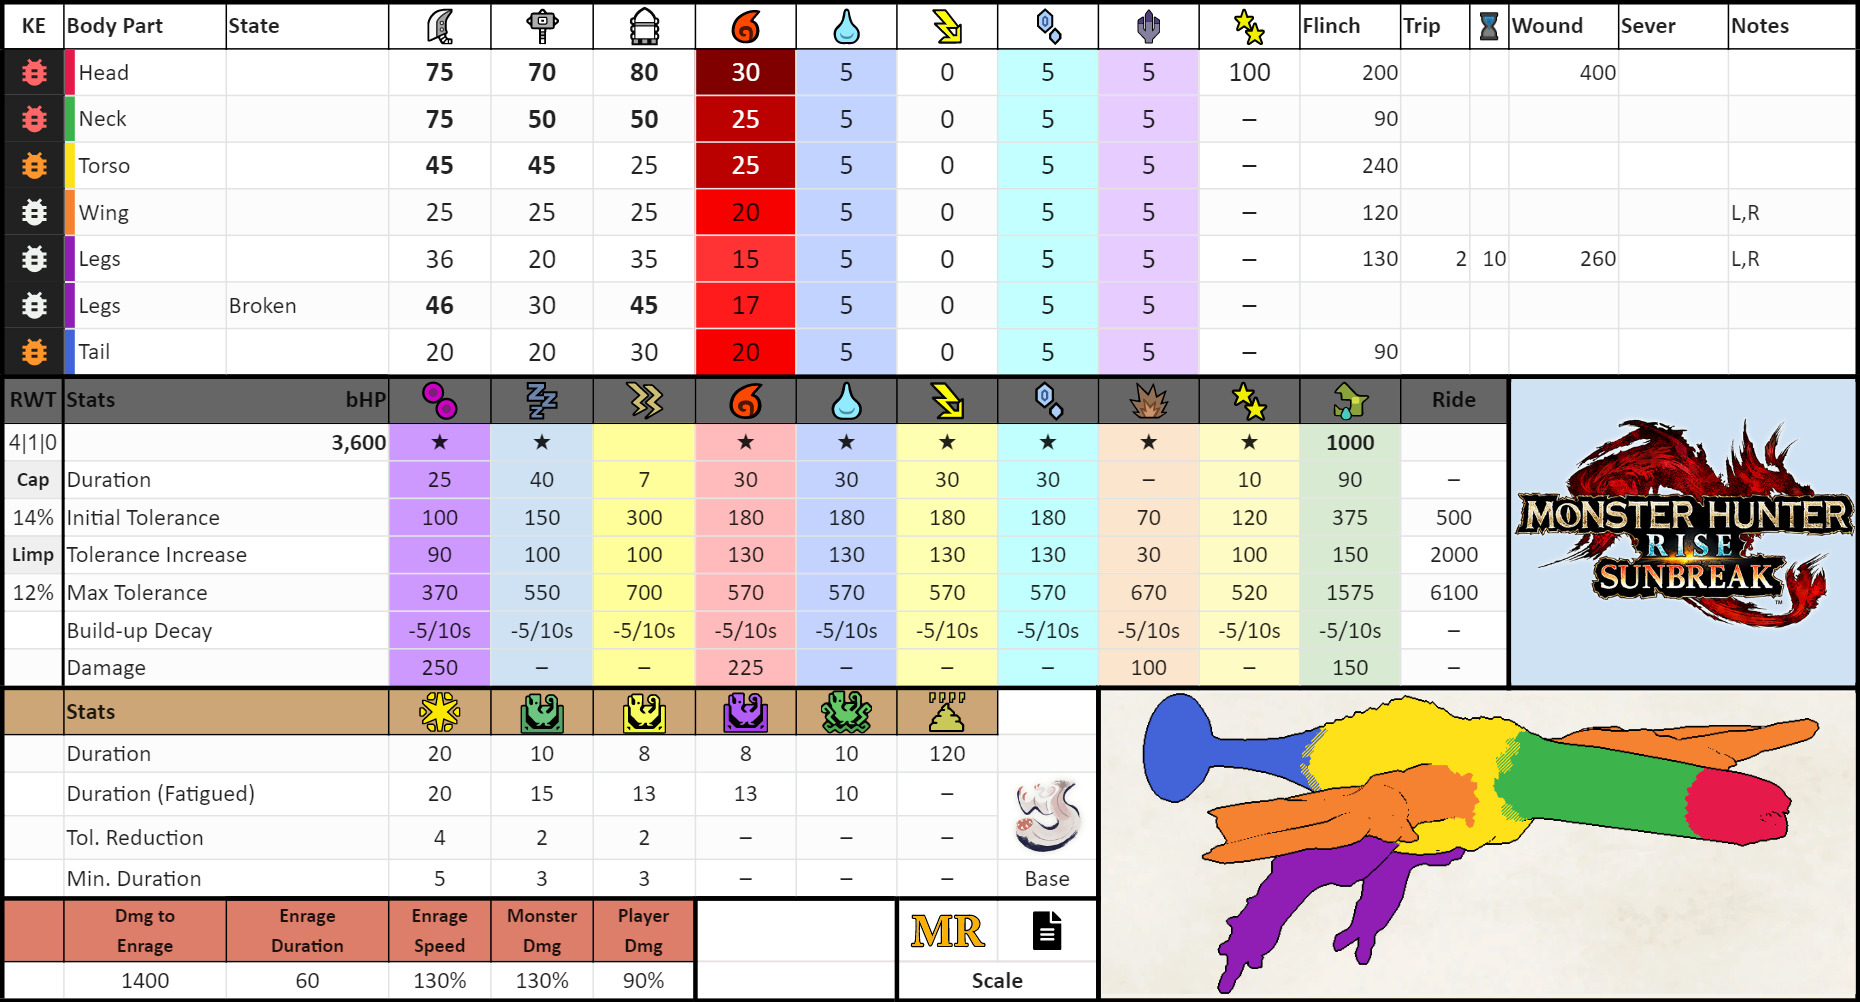 KE Body Part State Flinch Trip Wound Sever Notes
Head 75 70 80 30 5 0 5 5 100 200 400
Neck 75 50 50 25 5 0 5 5 – 90
Torso 45 45 25 25 5 0 5 5 – 240
Wing 25 25 25 20 5 0 5 5 – 120 L,R
Legs 36 20 35 15 5 0 5 5 – 130 2 10 260 L,R
Legs Broken 46 30 45 17 5 0 5 5 –
Tail 20 20 30 20 5 0 5 5 – 90
RWT Stats bHP Ride
4|1|0 3,600 ★ ★ ★ ★ ★ ★ ★ ★ 1000
Cap Duration 25 40 7 30 30 30 30 – 10 90 –
14% Initial Tolerance 100 150 300 180 180 180 180 70 120 375 500
Limp Tolerance Increase 90 100 100 130 130 130 130 30 100 150 2000
12% Max Tolerance 370 550 700 570 570 570 570 670 520 1575 6100
Build-up Decay -5/10s -5/10s -5/10s -5/10s -5/10s -5/10s -5/10s -5/10s -5/10s -5/10s –
Damage 250 – – 225 – – – 100 – 150 –
MONSTER HUNTER
RISE
SUNBREAK™
Stats
Duration 20 10 8 8 10 120
Duration (Fatigued) 20 15 13 13 10 –
Tol. Reduction 4 2 2 – – –
Min. Duration 5 3 3 – – – Base
Dmg to Enrage Enrage Monster Player
Enrage Duration Speed Dmg Dmg
MR
1400 60 130% 130% 90% Scale